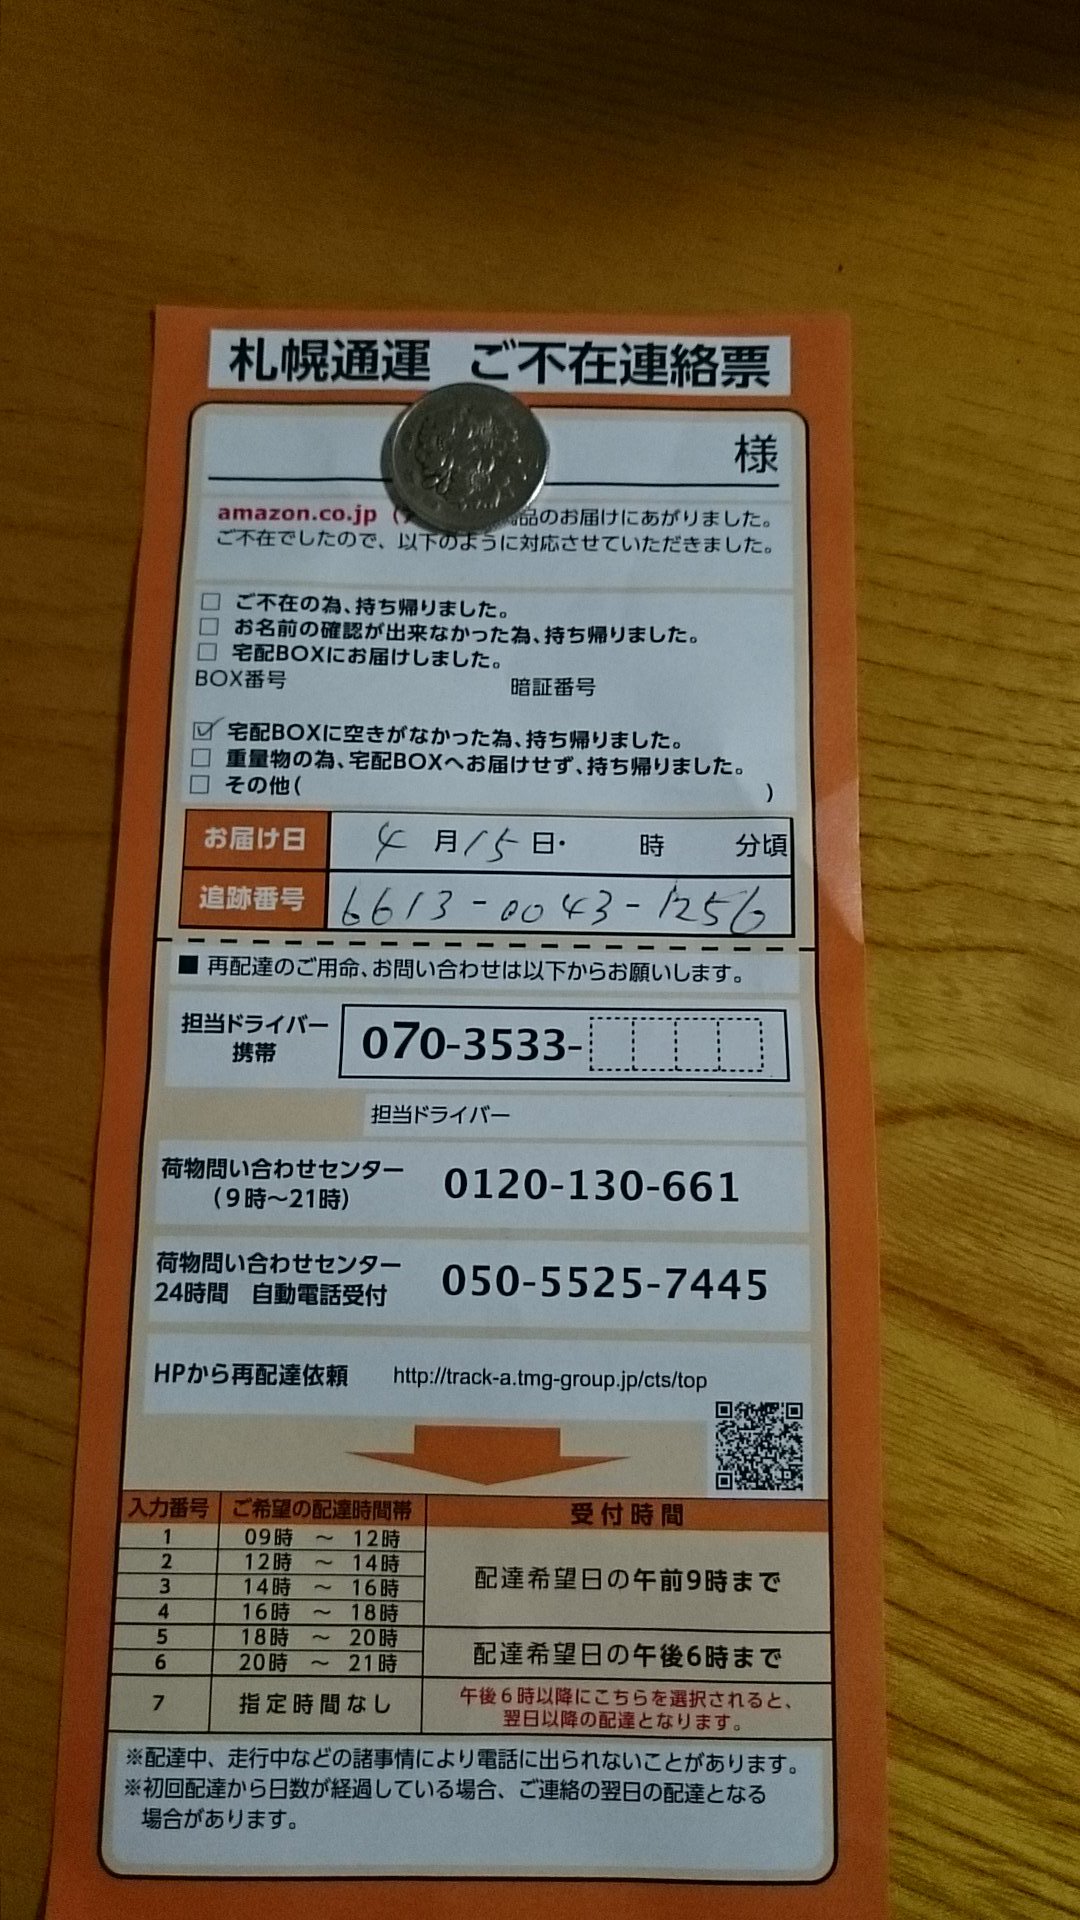 札幌通運 ご不在連絡票
様
amazon.co.jp 品のお届けにあがりました。
ご不在でしたので、以下のように対応させていただきました。
□ ご不在の為、持ち帰りました。
□ お名前の確認が出来なかった為、持ち帰りました。
□ 宅配BOXにお届けしました。
BOX番号 暗証番号
☑ 宅配BOXに空きがなかった為、持ち帰りました。
□ 重量物の為、宅配BOXへお届けせず、持ち帰りました。
□ その他( )
お届け日 4月15日・ 時 分頃
追跡番号 6613-0043-1256
■ 再配達のご用命、お問い合わせは以下からお願いします。
担当ドライバー
携帯
070-3533-
担当ドライバー
荷物問い合わせセンター
(9時～21時)
0120-130-661
荷物問い合わせセンター
24時間 自動電話受付
050-5525-7445
HPから再配達依頼 http://track-a.tmg-group.jp/cts/top
入力番号 ご希望の配達時間帯 受付時間
1 09時 ～ 12時
2 12時 ～ 14時
3 14時 ～ 16時
4 16時 ～ 18時
配達希望日の午前9時まで
5 18時 ～ 20時
6 20時 ～ 21時
配達希望日の午後6時まで
7 指定時間なし
午後6時以降にこちらを選択されると、
翌日以降の配達となります。
※配達中、走行中などの諸事情により電話に出られないことがあります。
※初回配達から日数が経過している場合、ご連絡の翌日の配達となる
場合があります。